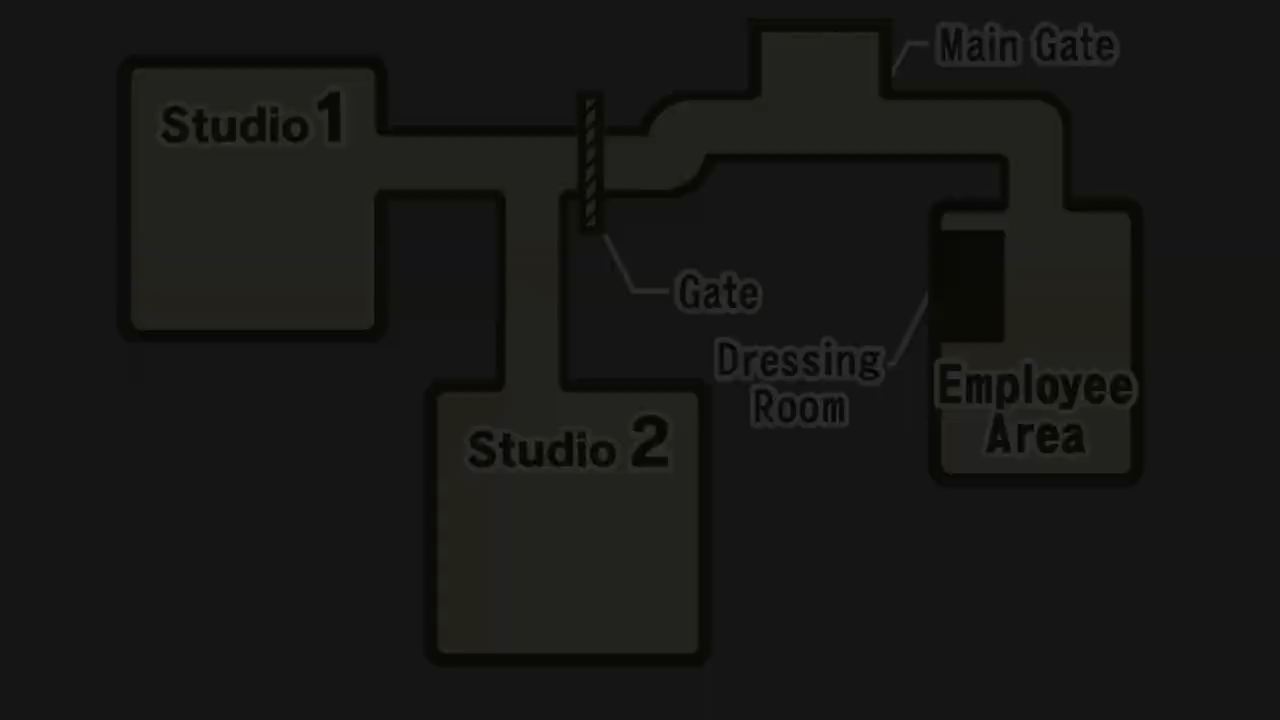 Main Gate
Studio 1
Gate
Dressing
Room
Employee
Area
Studio 2